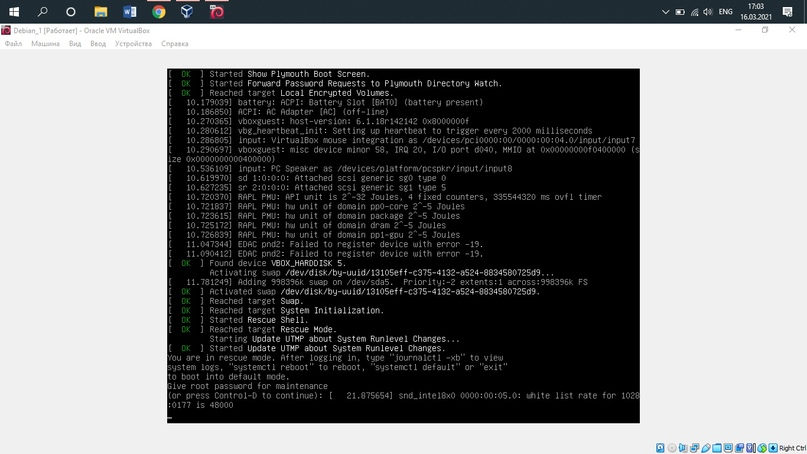 ENG
17:03
16.03.2021
Debian_1 [Работает] - Oracle VM VirtualBox
Файл Машина Вид Ввод Устройства Справка
[  OK  ] Started Show Plymouth Boot Screen.
[  OK  ] Started Forward Password Requests to Plymouth Directory Watch.
[  OK  ] Reached target Local Encrypted Volumes.
[   10.179039] battery: ACPI: Battery Slot [BAT0] (battery present)
[   10.186850] ACPI: AC Adapter [AC] (off-line)
[   10.270365] vboxguest: host-version: 6.1.18r142142 0x8000000f
[   10.280612] vbg_heartbeat_init: Setting up heartbeat to trigger every 2000 milliseconds
[   10.286805] input: VirtualBox mouse integration as /devices/pci0000:00/0000:00:04.0/input/input7
[   10.290697] vboxguest: misc device minor 58, IRQ 20, I/O port d040, MMIO at 0x00000000f0400000 (s
ize 0x0000000000400000)
[   10.536109] input: PC Speaker as /devices/platform/pcspkr/input/input8
[   10.619970] sd 1:0:0:0: Attached scsi generic sg0 type 0
[   10.627235] sr 2:0:0:0: Attached scsi generic sg1 type 5
[   10.720370] RAPL PMU: API unit is 2^-32 Joules, 4 fixed counters, 335544320 ms ovfl timer
[   10.721837] RAPL PMU: hw unit of domain pp0-core 2^-5 Joules
[   10.723615] RAPL PMU: hw unit of domain package 2^-5 Joules
[   10.725172] RAPL PMU: hw unit of domain dram 2^-5 Joules
[   10.726839] RAPL PMU: hw unit of domain pp1-gpu 2^-5 Joules
[   11.047344] EDAC pnd2: Failed to register device with error -19.
[   11.090412] EDAC pnd2: Failed to register device with error -19.
[  OK  ] Found device VBOX_HARDDISK 5.
Activating swap /dev/disk/by-uuid/13105eff-c375-4132-a524-8834580725d9...
[   11.781249] Adding 998396k swap on /dev/sda5.  Priority:-2 extents:1 across:998396k FS
[  OK  ] Activated swap /dev/disk/by-uuid/13105eff-c375-4132-a524-8834580725d9.
[  OK  ] Reached target Swap.
[  OK  ] Reached target System Initialization.
[  OK  ] Started Rescue Shell.
[  OK  ] Reached target Rescue Mode.
Starting Update UTMP about System Runlevel Changes...
[  OK  ] Started Update UTMP about System Runlevel Changes.
You are in rescue mode. After logging in, type "journalctl -xb" to view
system logs, "systemctl reboot" to reboot, "systemctl default" or "exit"
to boot into default mode.
Give root password for maintenance
(or press Control-D to continue): [   21.875654] snd_intel8x0 0000:00:05.0: white list rate for 1028
:0177 is 48000
Right Ctrl